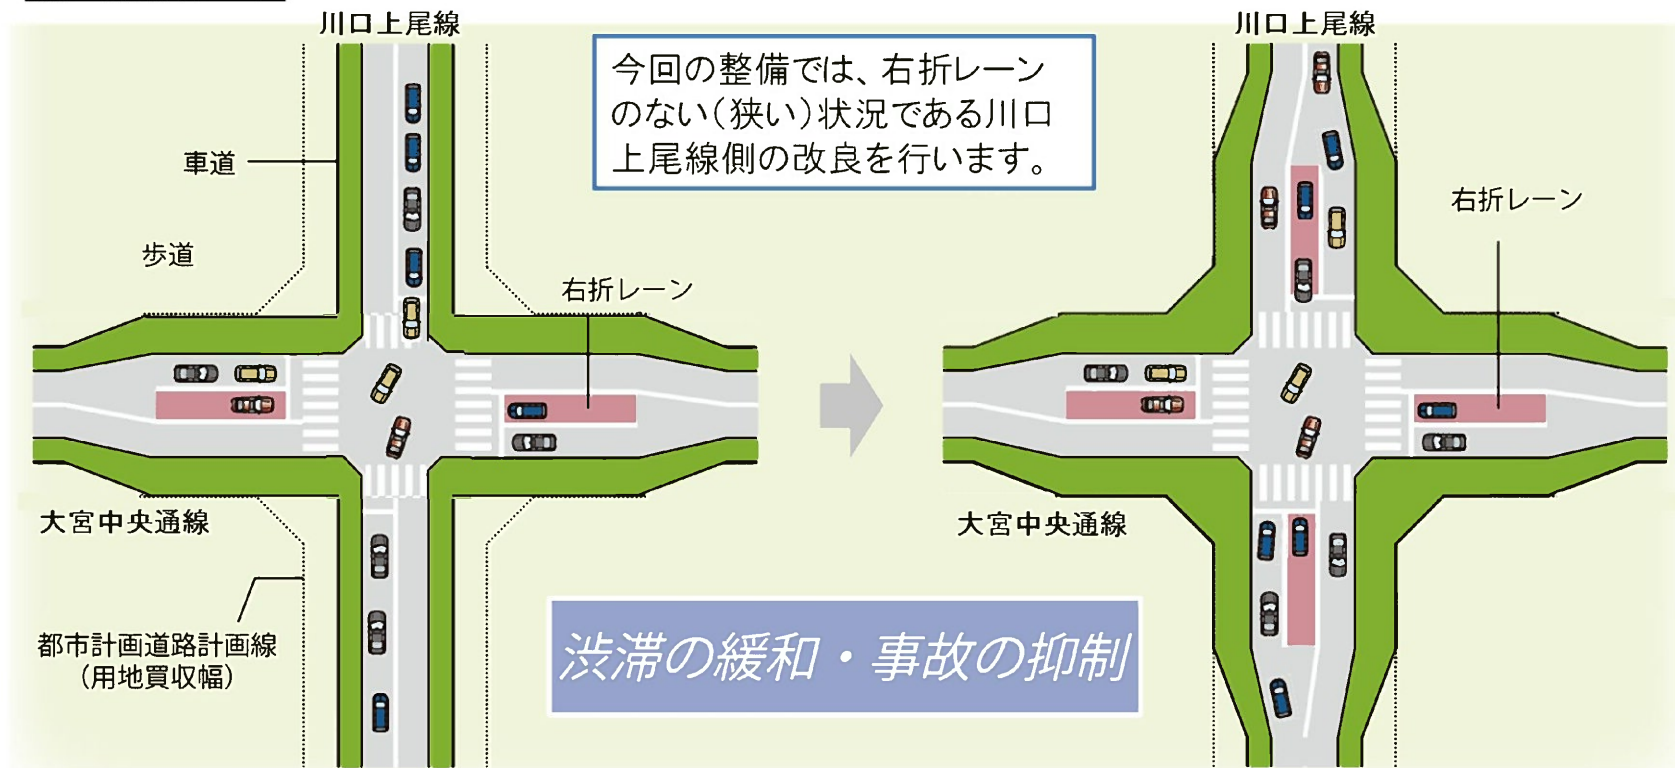 川口上尾線
川口上尾線
今回の整備では、右折レーン
のない(狭い)状況である川口
上尾線側の改良を行います。
車道
歩道
右折レーン
右折レーン
大宮中央通線
大宮中央通線
都市計画道路計画線
(用地買収幅)
渋滞の緩和・事故の抑制